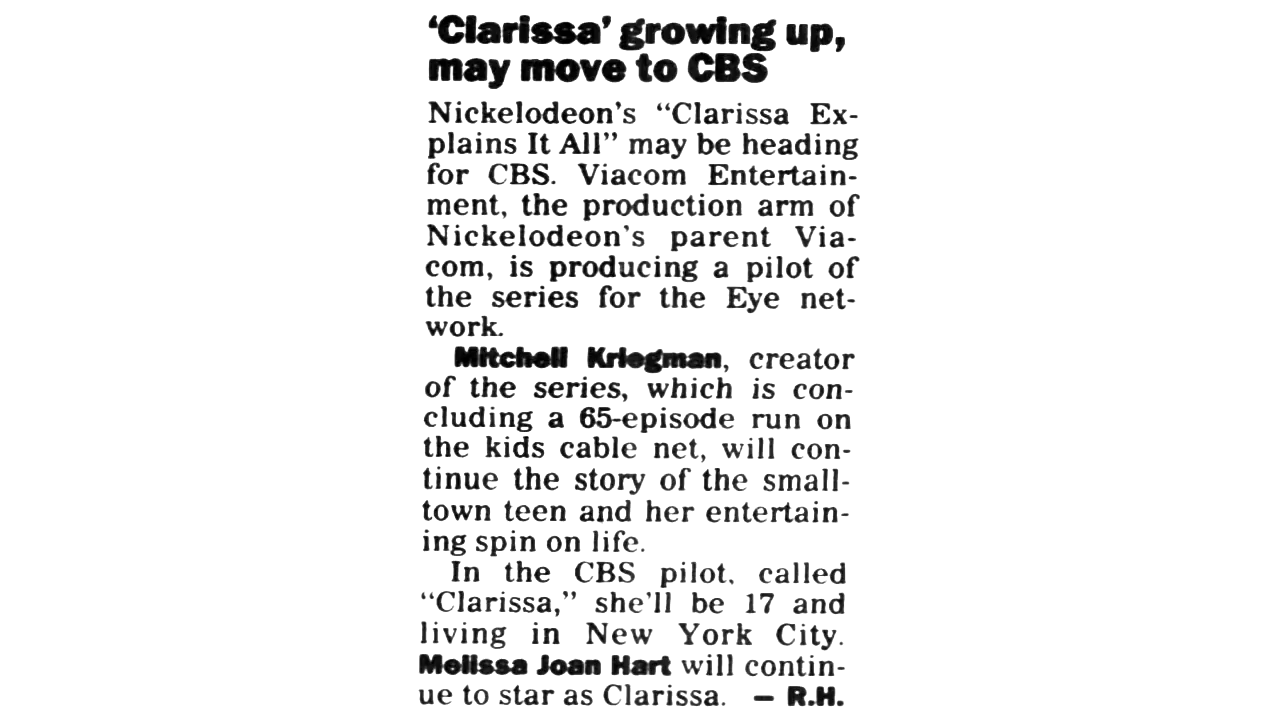 ‘Clarissa’ growing up,
may move to CBS
Nickelodeon's “Clarissa Ex-
plains It All” may be heading
for CBS. Viacom Entertain-
ment, the production arm of
Nickelodeon's parent Via-
com, is producing a pilot of
the series for the Eye net-
work.
Mitchell Kriegman, creator
of the series, which is con-
cluding a 65-episode run on
the kids cable net, will con-
tinue the story of the small-
town teen and her entertain-
ing spin on life.
In the CBS pilot, called
“Clarissa,” she'll be 17 and
living in New York City.
Melissa Joan Hart will contin-
ue to star as Clarissa. — R.H.